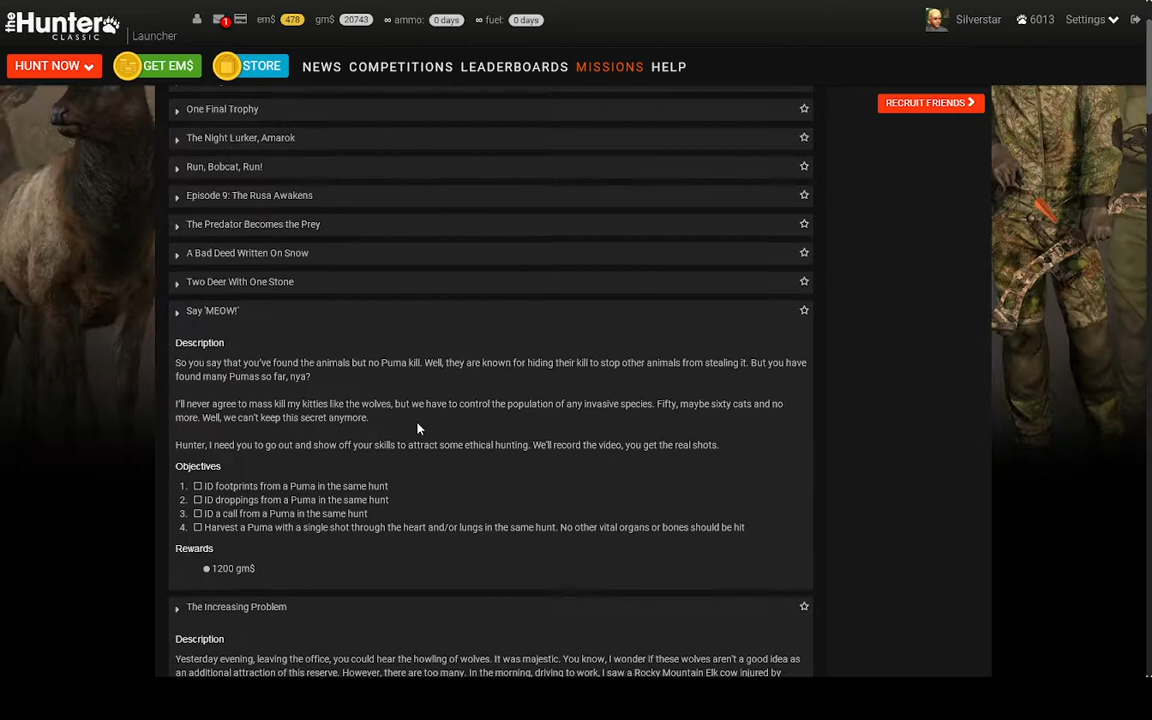 theHunter
CLASSIC
Launcher
em$ 478 gm$ 20743 ∞ ammo: 0 days ∞ fuel: 0 days
1
Silverstar 6013 Settings
HUNT NOW GET EM$ STORE NEWS COMPETITIONS LEADERBOARDS MISSIONS HELP
RECRUIT FRIENDS
One Final Trophy
The Night Lurker, Amarok
Run, Bobcat, Run!
Episode 9: The Rusa Awakens
The Predator Becomes the Prey
A Bad Deed Written On Snow
Two Deer With One Stone
Say 'MEOW!'
Description
So you say that you've found the animals but no Puma kill. Well, they are known for hiding their kill to stop other animals from stealing it. But you have
found many Pumas so far, nya?
I'll never agree to mass kill my kitties like the wolves, but we have to control the population of any invasive species. Fifty, maybe sixty cats and no
more. Well, we can't keep this secret anymore.
Hunter, I need you to go out and show off your skills to attract some ethical hunting. We'll record the video, you get the real shots.
Objectives
1. ID footprints from a Puma in the same hunt
2. ID droppings from a Puma in the same hunt
3. ID a call from a Puma in the same hunt
4. Harvest a Puma with a single shot through the heart and/or lungs in the same hunt. No other vital organs or bones should be hit
Rewards
1200 gm$
The Increasing Problem
Description
Yesterday evening, leaving the office, you could hear the howling of wolves. It was majestic. You know, I wonder if these wolves aren't a good idea as
an additional attraction of this reserve. However, there are too many. In the morning, driving to work, I saw a Rocky Mountain Elk cow injured by